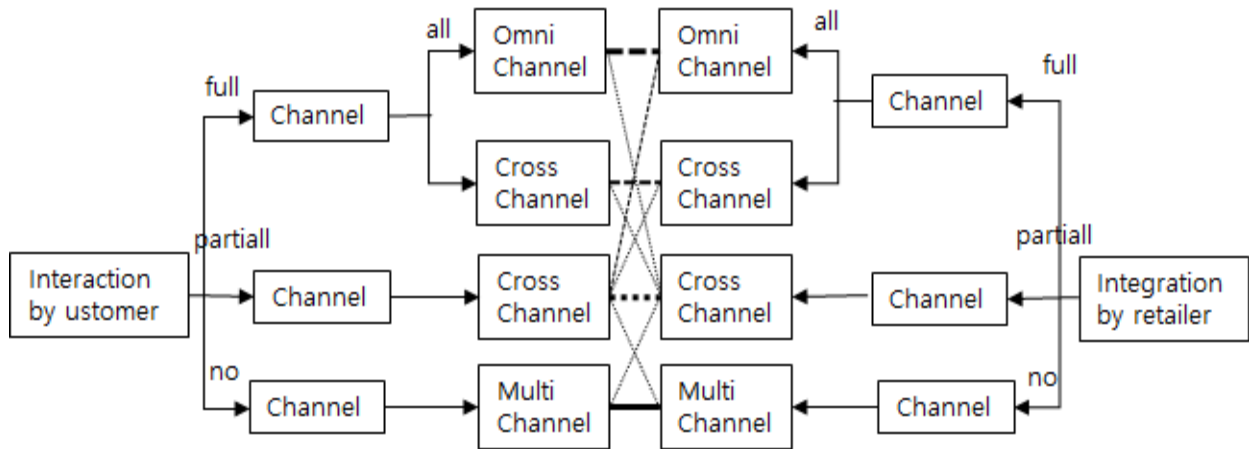 all
Omni
Channel
Omni
Channel
all
full
Channel
Channel
full
Cross
Channel
Cross
Channel
partiall
partiall
Interaction
by ustomer
Channel
Cross
Channel
Cross
Channel
Channel
Integration
by retailer
no
Channel
Multi
Channel
Multi
Channel
Channel
no